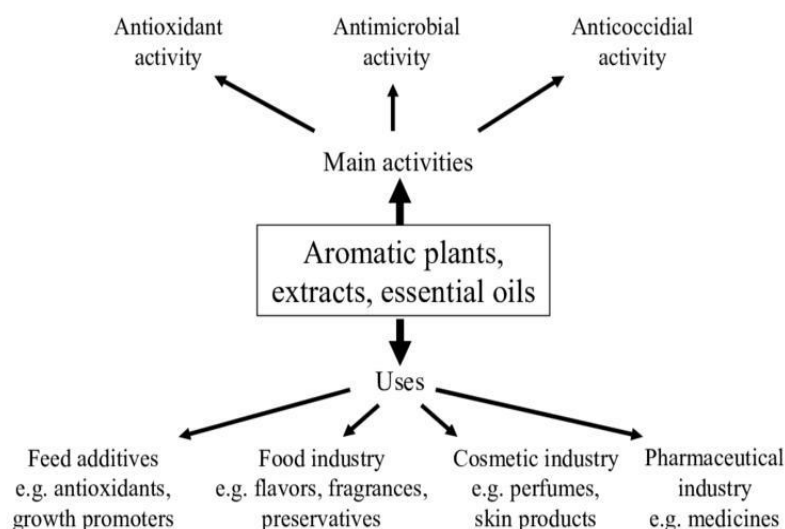 Antioxidant
activity
Antimicrobial
activity
Anticoccidial
activity
Main activities
Aromatic plants,
extracts, essential oils
Uses
Feed additives
e.g. antioxidants,
growth promoters
Food industry
e.g. flavors, fragrances,
preservatives
Cosmetic industry
e.g. perfumes,
skin products
Pharmaceutical
industry
e.g. medicines